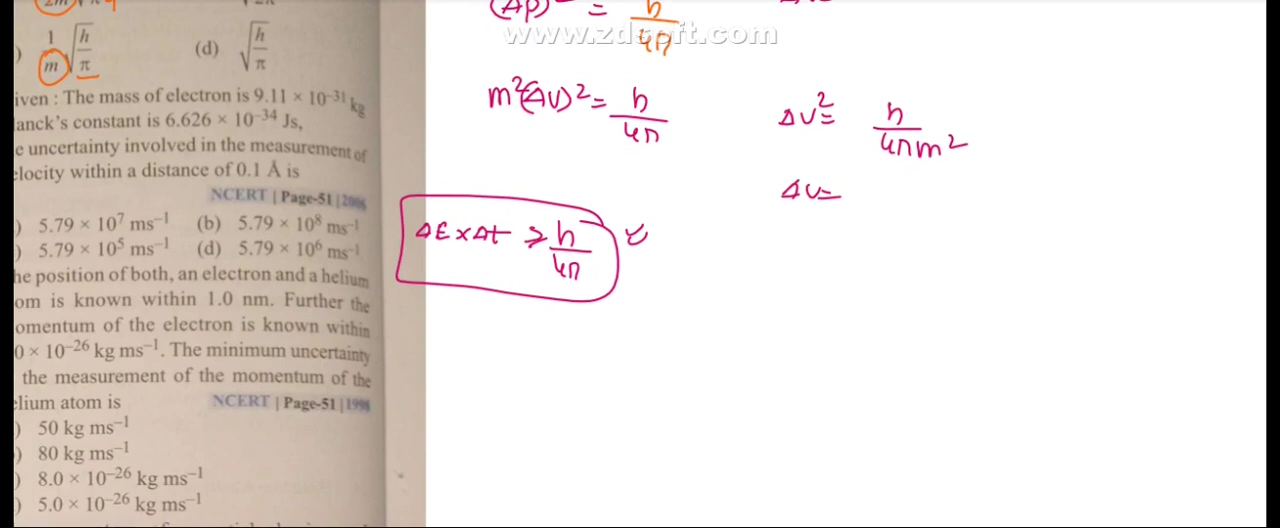 2m
1/m √(h/π) (d) √(h/π)
iven : The mass of electron is 9.11 × 10⁻³¹ kg
lanck's constant is 6.626 × 10⁻³⁴ Js,
e uncertainty involved in the measurement of
elocity within a distance of 0.1 Å is
NCERT | Page-51 | 2006
) 5.79 × 10⁷ ms⁻¹ (b) 5.79 × 10⁸ ms⁻¹
) 5.79 × 10⁵ ms⁻¹ (d) 5.79 × 10⁶ ms⁻¹
he position of both, an electron and a helium
om is known within 1.0 nm. Further the
omentum of the electron is known within
0 × 10⁻²⁶ kg ms⁻¹. The minimum uncertainty
the measurement of the momentum of the
elium atom is NCERT | Page-51 | 1998
) 50 kg ms⁻¹
) 80 kg ms⁻¹
) 8.0 × 10⁻²⁶ kg ms⁻¹
) 5.0 × 10⁻²⁶ kg ms⁻¹
(Δp)² = h/4π
www.zdsoft.com
m²(Δv)² = h/4π
Δv² = h/4πm²
Δv =
ΔE × Δt ≥ h/4π